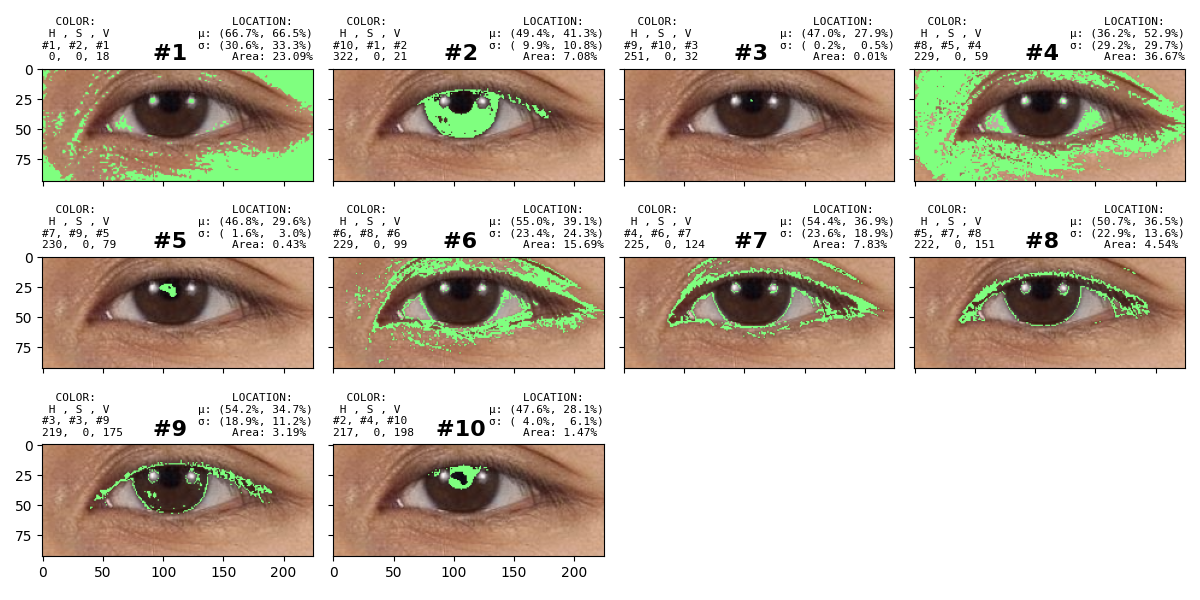 COLOR: LOCATION: COLOR: LOCATION: COLOR: LOCATION: COLOR: LOCATION:
H , S , V μ: (66.7%, 66.5%) H , S , V μ: (49.4%, 41.3%) H , S , V μ: (47.0%, 27.9%) H , S , V μ: (36.2%, 52.9%)
#1, #2, #1 #1 σ: (30.6%, 33.3%) #10, #1, #2 #2 σ: ( 9.9%, 10.8%) #9, #10, #3 #3 σ: ( 0.2%, 0.5%) #8, #5, #4 #4 σ: (29.2%, 29.7%)
0, 0, 18 Area: 23.09% 322, 0, 21 Area: 7.08% 251, 0, 32 Area: 0.01% 229, 0, 59 Area: 36.67%
0
25
50
75
COLOR: LOCATION: COLOR: LOCATION: COLOR: LOCATION: COLOR: LOCATION:
H , S , V μ: (46.8%, 29.6%) H , S , V μ: (55.0%, 39.1%) H , S , V μ: (54.4%, 36.9%) H , S , V μ: (50.7%, 36.5%)
#7, #9, #5 #5 σ: ( 1.6%, 3.0%) #6, #8, #6 #6 σ: (23.4%, 24.3%) #4, #6, #7 #7 σ: (23.6%, 18.9%) #5, #7, #8 #8 σ: (22.9%, 13.6%)
230, 0, 79 Area: 0.43% 229, 0, 99 Area: 15.69% 225, 0, 124 Area: 7.83% 222, 0, 151 Area: 4.54%
0
25
50
75
COLOR: LOCATION: COLOR: LOCATION:
H , S , V μ: (54.2%, 34.7%) H , S , V μ: (47.6%, 28.1%)
#3, #3, #9 #9 σ: (18.9%, 11.2%) #2, #4, #10 #10 σ: ( 4.0%, 6.1%)
219, 0, 175 Area: 3.19% 217, 0, 198 Area: 1.47%
0
25
50
75
0 50 100 150 200 0 50 100 150 200